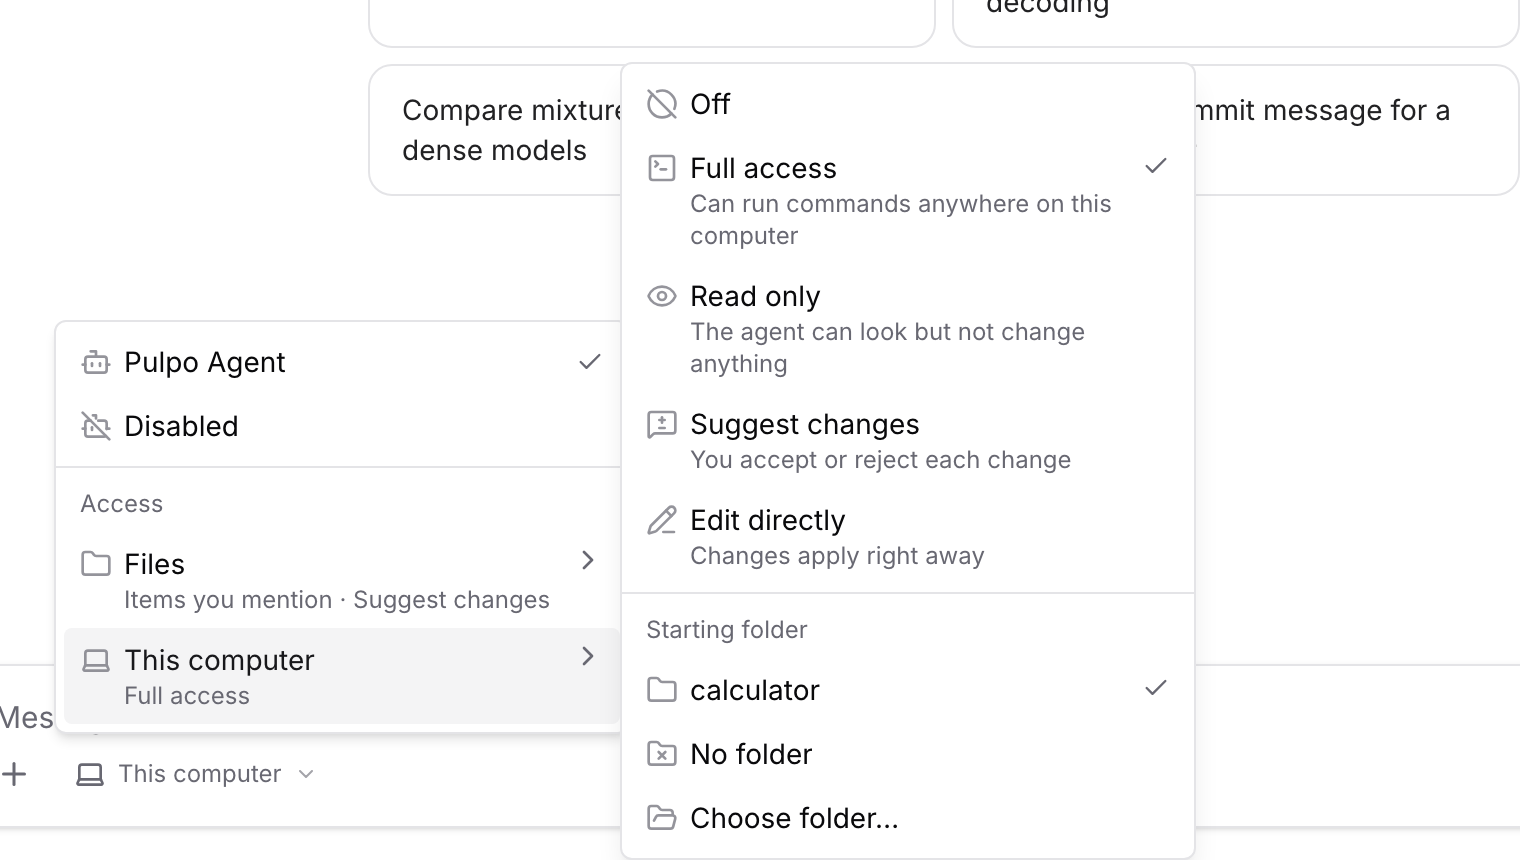 decoding
Compare mixture
dense models
mmit message for a
Off
Full access
Can run commands anywhere on this
computer
Read only
The agent can look but not change
anything
Suggest changes
You accept or reject each change
Edit directly
Changes apply right away
Starting folder
calculator
No folder
Choose folder...
Pulpo Agent
Disabled
Access
Files
Items you mention · Suggest changes
This computer
Full access
Mes
This computer